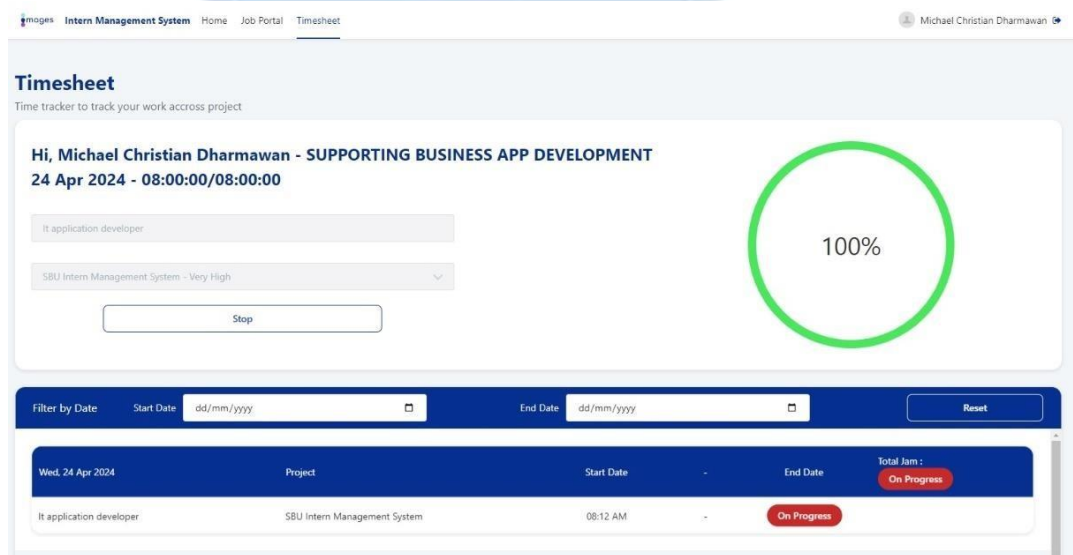 imoges Intern Management System Home Job Portal Timesheet Michael Christian Dharmawan
Timesheet
Time tracker to track your work accross project
Hi, Michael Christian Dharmawan - SUPPORTING BUSINESS APP DEVELOPMENT
24 Apr 2024 - 08:00:00/08:00:00
It application developer
SBU Intern Management System - Very High
Stop
100%
Filter by Date Start Date dd/mm/yyyy End Date dd/mm/yyyy Reset
Total Jam :
Wed, 24 Apr 2024 Project Start Date - End Date
On Progress
It application developer SBU Intern Management System 08:12 AM - On Progress